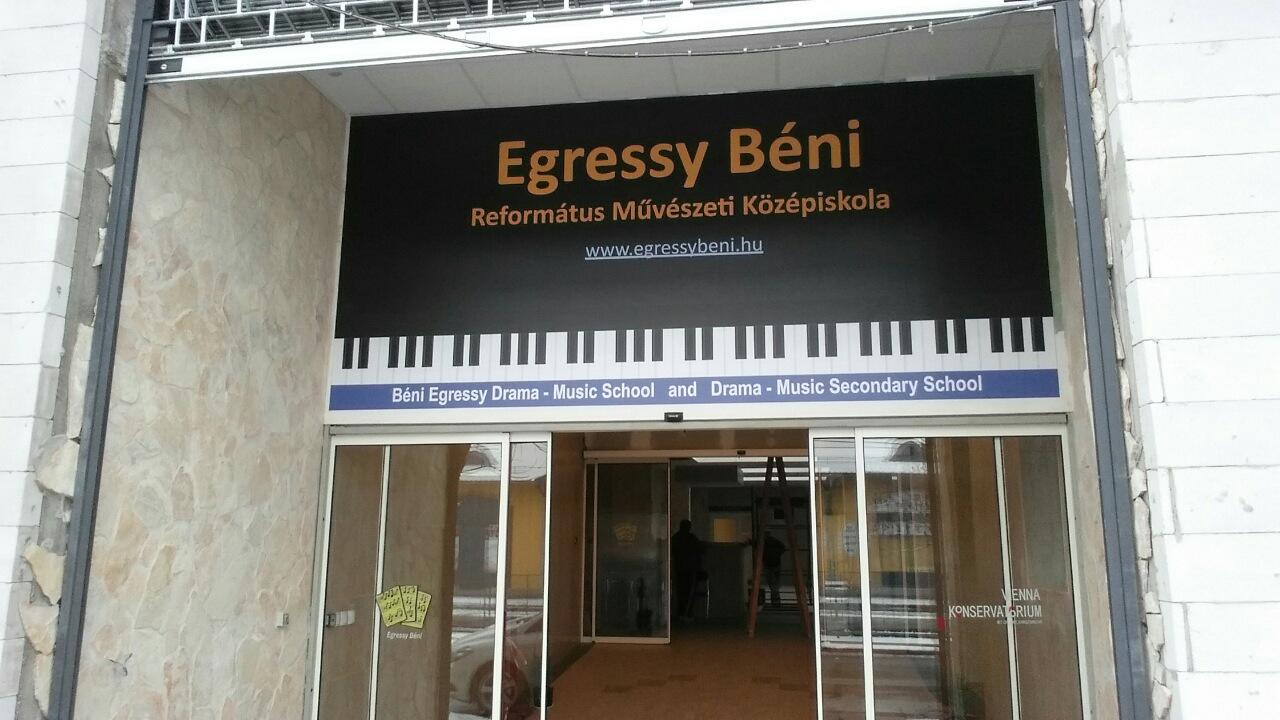 Egressy Béni
Református Művészeti Középiskola
www.egressybeni.hu
Béni Egressy Drama - Music School and Drama - Music Secondary School
Egressy Béni
VIENNA
KONSERVATORIUM